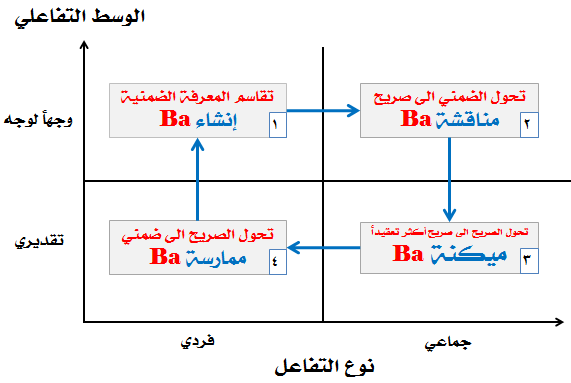 الوسط التفاعلي
وجهاً لوجه
تقاسم المعرفة الضمنية
إنشاء Ba
١
تحول الضمني الى صريح
مناقشة Ba
٢
تقديري
تحول الصريح الى ضمني
ممارسة Ba
٤
تحول الصريح الى صريح أكثر تعقيداً
ميكنة Ba
٣
فردي
جماعي
نوع التفاعل